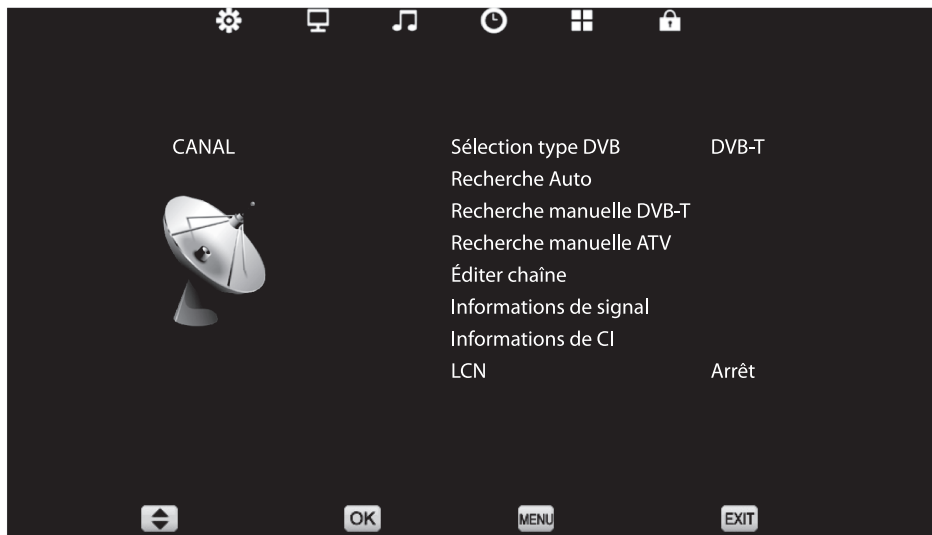 CANAL
Sélection type DVB DVB-T
Recherche Auto
Recherche manuelle DVB-T
Recherche manuelle ATV
Éditer chaîne
Informations de signal
Informations de CI
LCN Arrêt
OK MENU EXIT